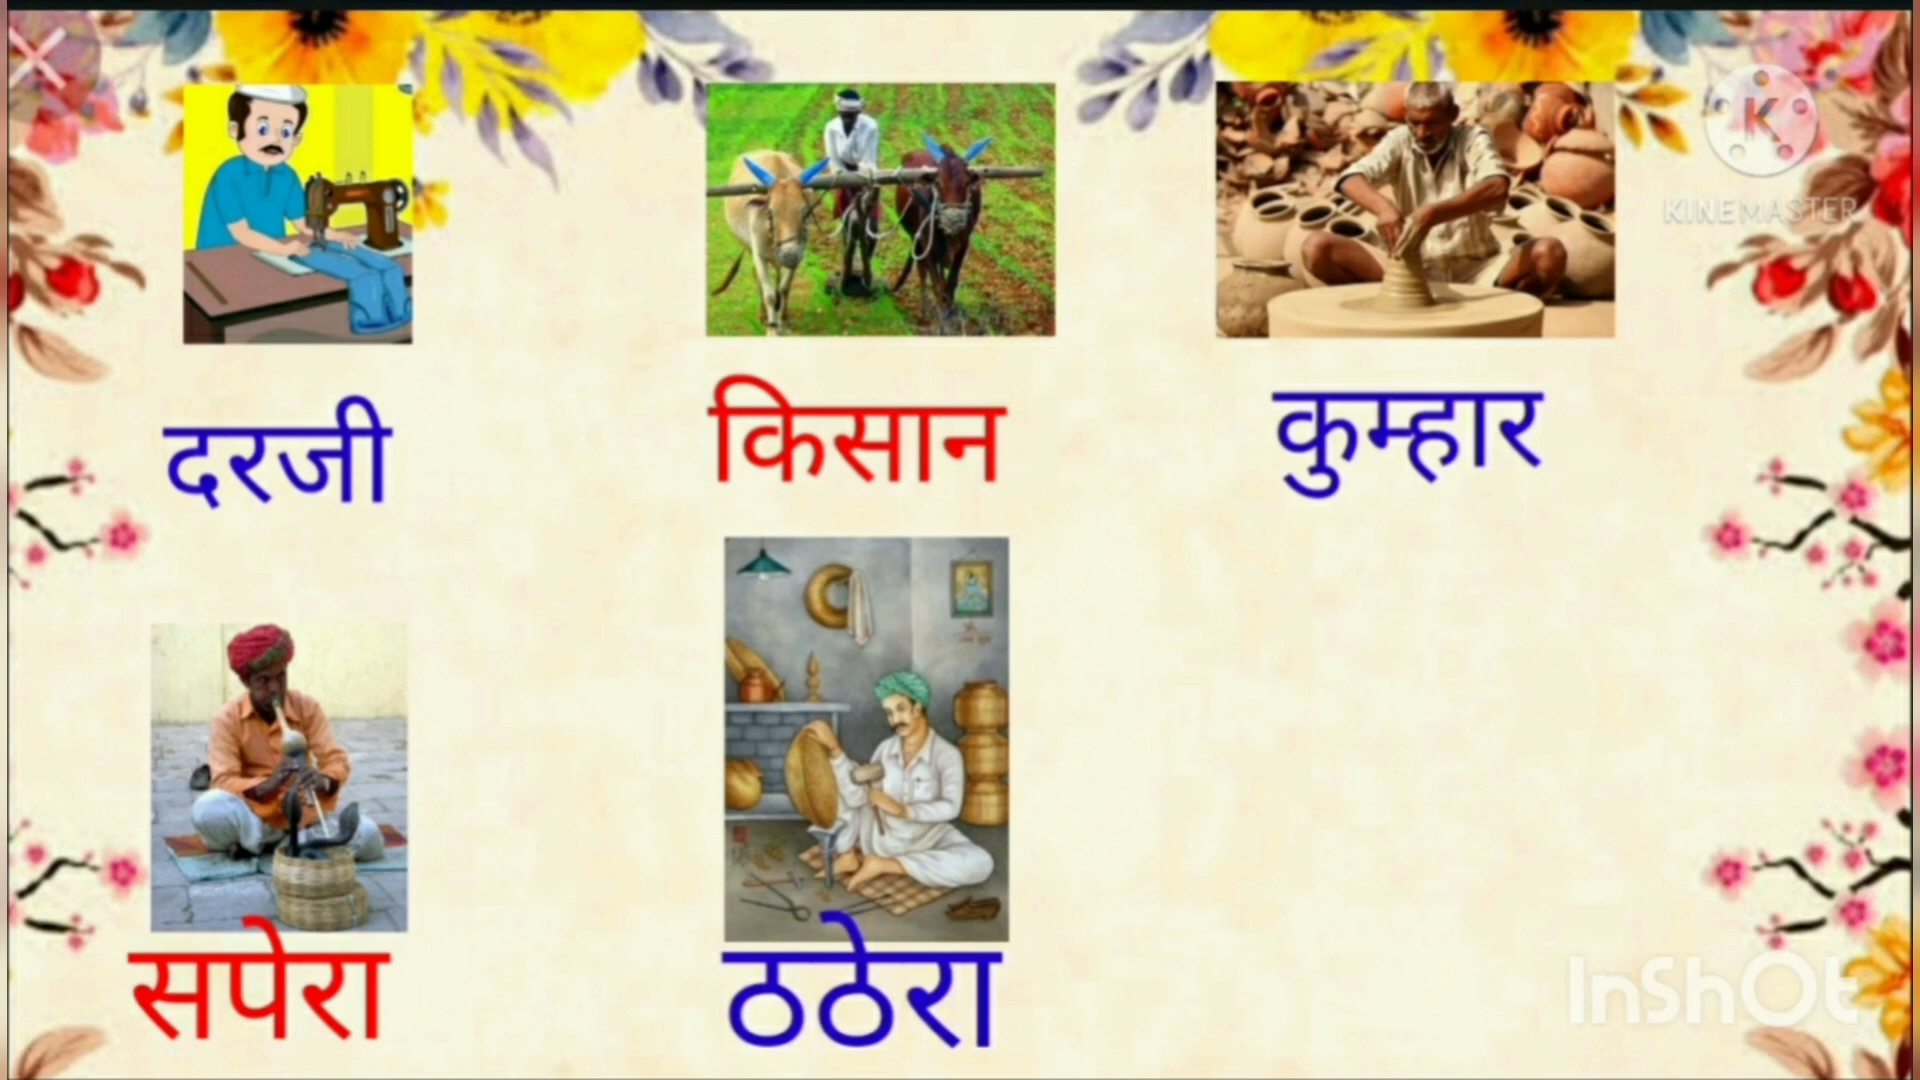 K
KINEMASTER
दरजी
किसान
कुम्हार
सपेरा
ठठेरा
InShOt